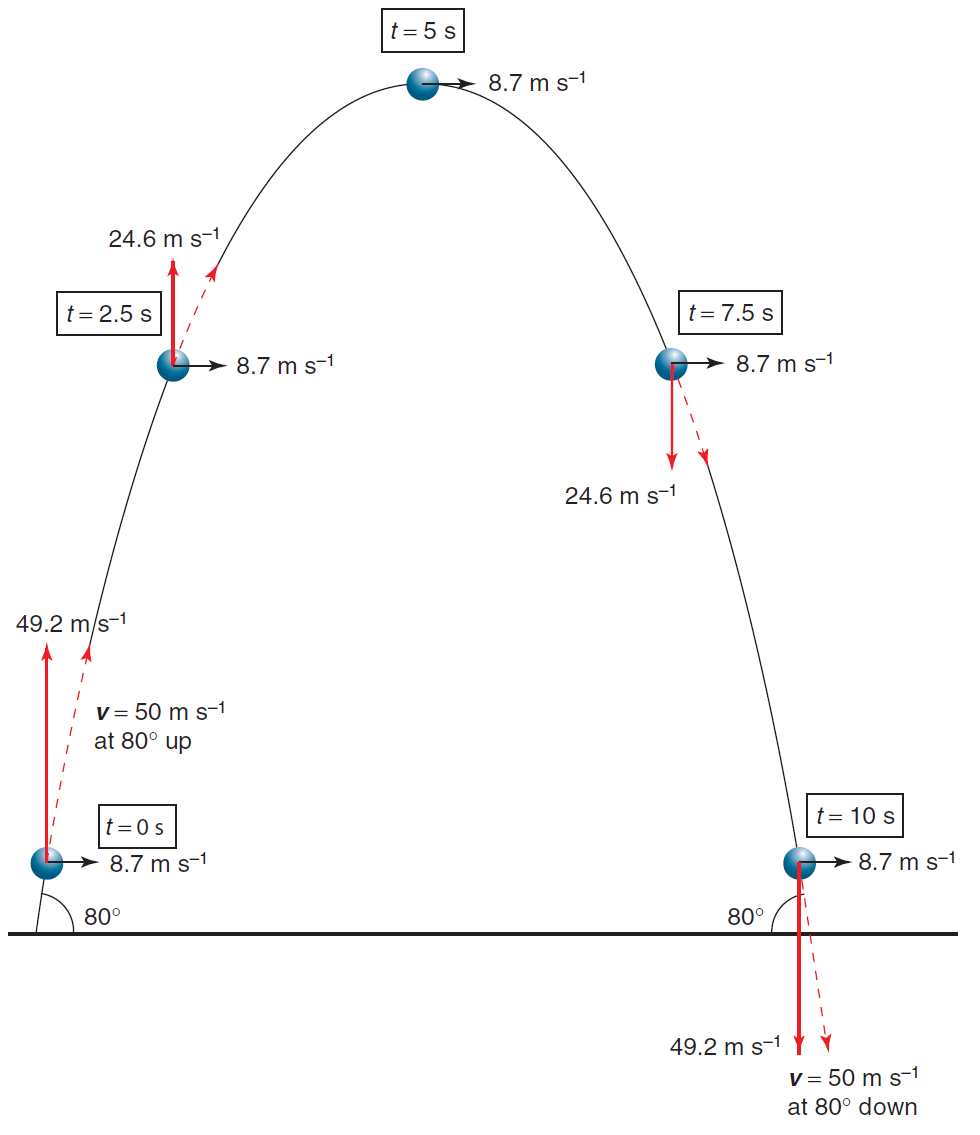 t = 5 s
8.7 m s⁻¹
24.6 m s⁻¹
t = 2.5 s
8.7 m s⁻¹
t = 7.5 s
8.7 m s⁻¹
24.6 m s⁻¹
49.2 m s⁻¹
v = 50 m s⁻¹
at 80° up
t = 0 s
8.7 m s⁻¹
80°
t = 10 s
8.7 m s⁻¹
80°
49.2 m s⁻¹
v = 50 m s⁻¹
at 80° down